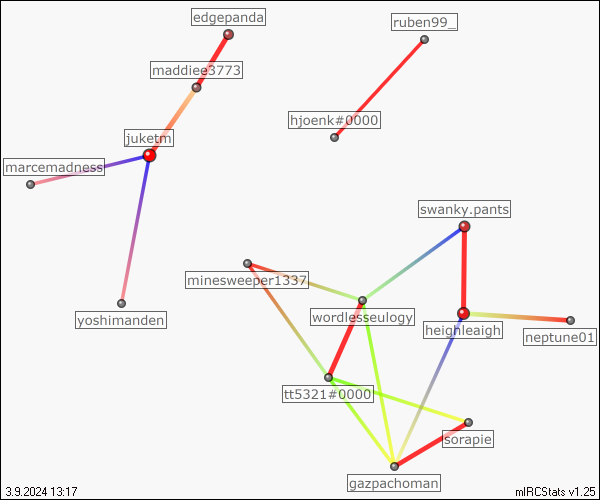 edgepanda
ruben99_
maddiee3773
hjoenk#0000
juketm
marcemadness
swanky.pants
minesweeper1337
wordlesseulogy
yoshimanden
heighleaigh
neptune01
tt5321#0000
sorapie
gazpachoman
3.9.2024 13:17
mIRCStats v1.25